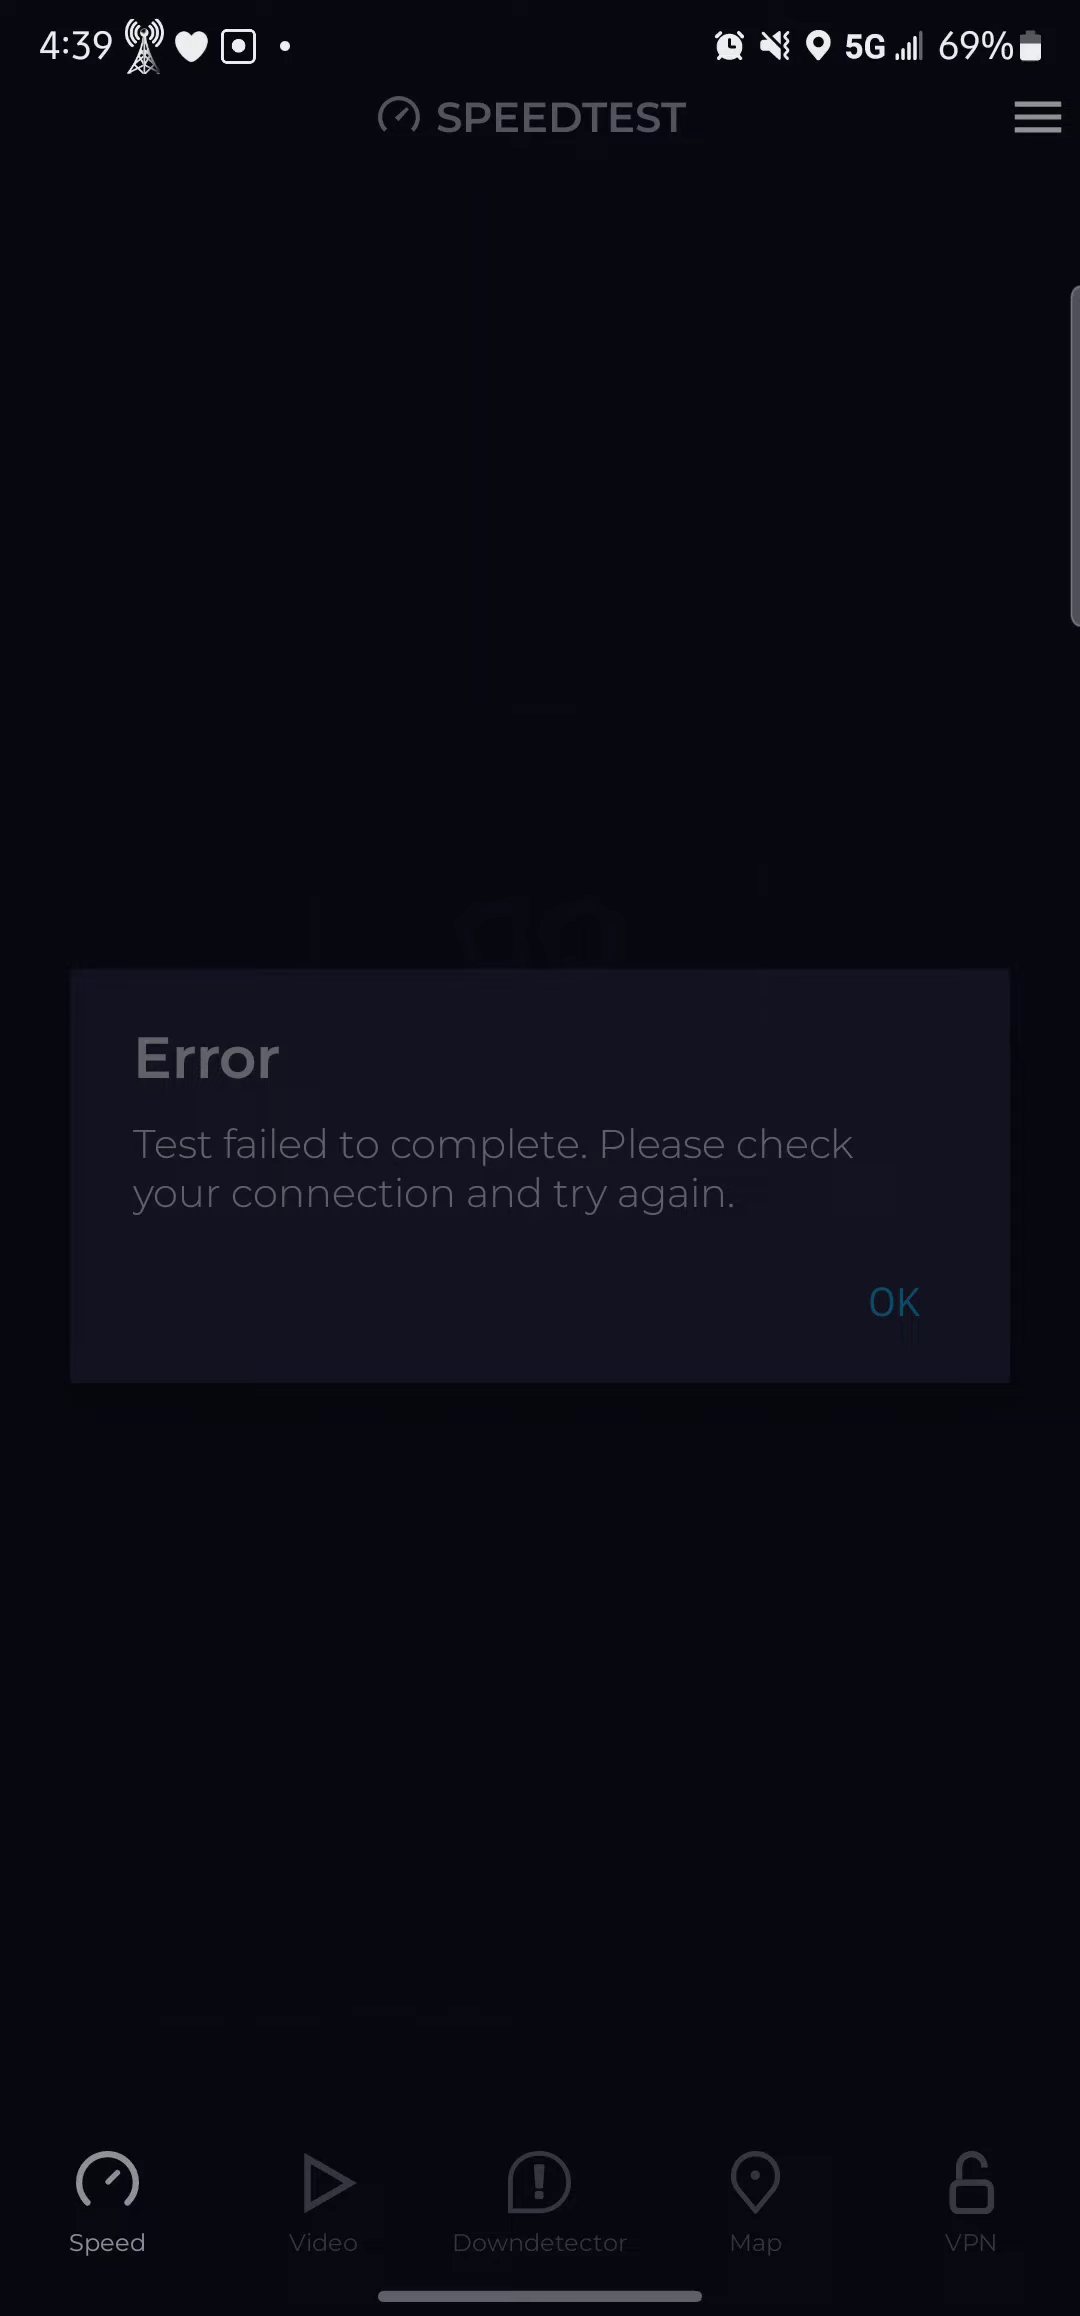 4:39 5G 69%
SPEEDTEST
Error
Test failed to complete. Please check
your connection and try again.
OK
Speed Video Downdetector Map VPN